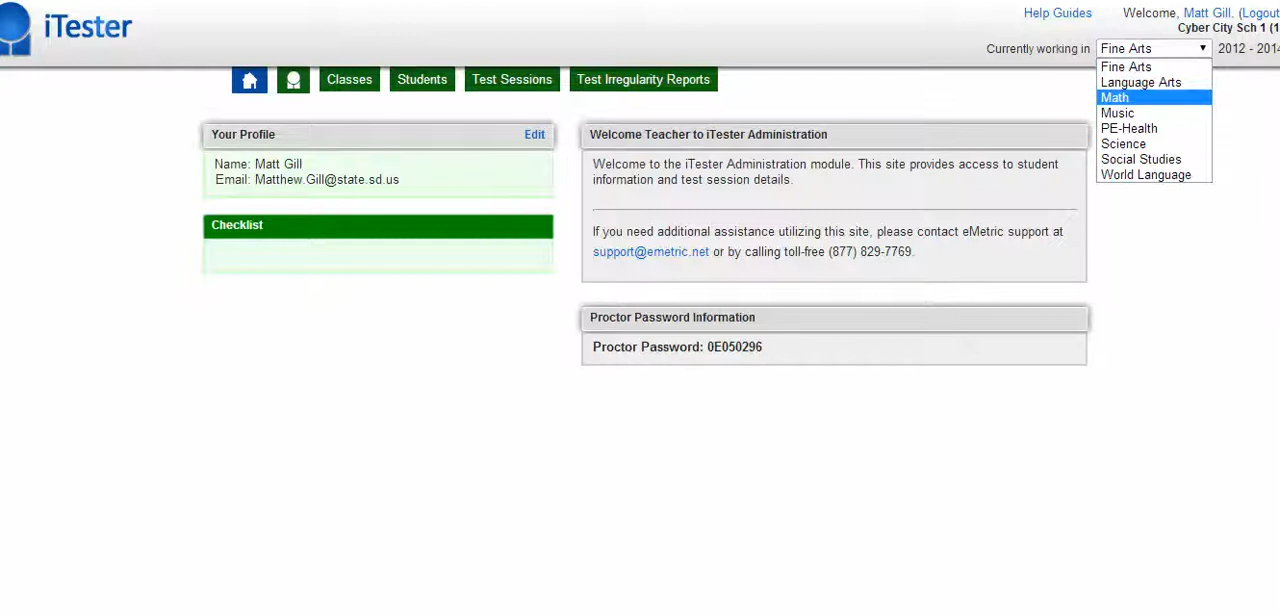 iTester
Help Guides Welcome, Matt Gill. (Logout
Cyber City Sch 1 (1
Currently working in Fine Arts 2012 - 2014
Fine Arts
Language Arts
Math
Music
PE-Health
Science
Social Studies
World Language
Classes Students Test Sessions Test Irregularity Reports
Your Profile Edit
Name: Matt Gill
Email: Matthew.Gill@state.sd.us
Checklist
Welcome Teacher to iTester Administration
Welcome to the iTester Administration module. This site provides access to student
information and test session details.
If you need additional assistance utilizing this site, please contact eMetric support at
support@emetric.net or by calling toll-free (877) 829-7769.
Proctor Password Information
Proctor Password: 0E050296